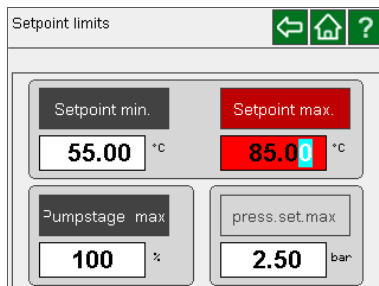 Setpoint limits ?
Setpoint min. Setpoint max.
55.00 °C 85.00 °C
Pumpstage max press.set.max
100 % 2.50 bar